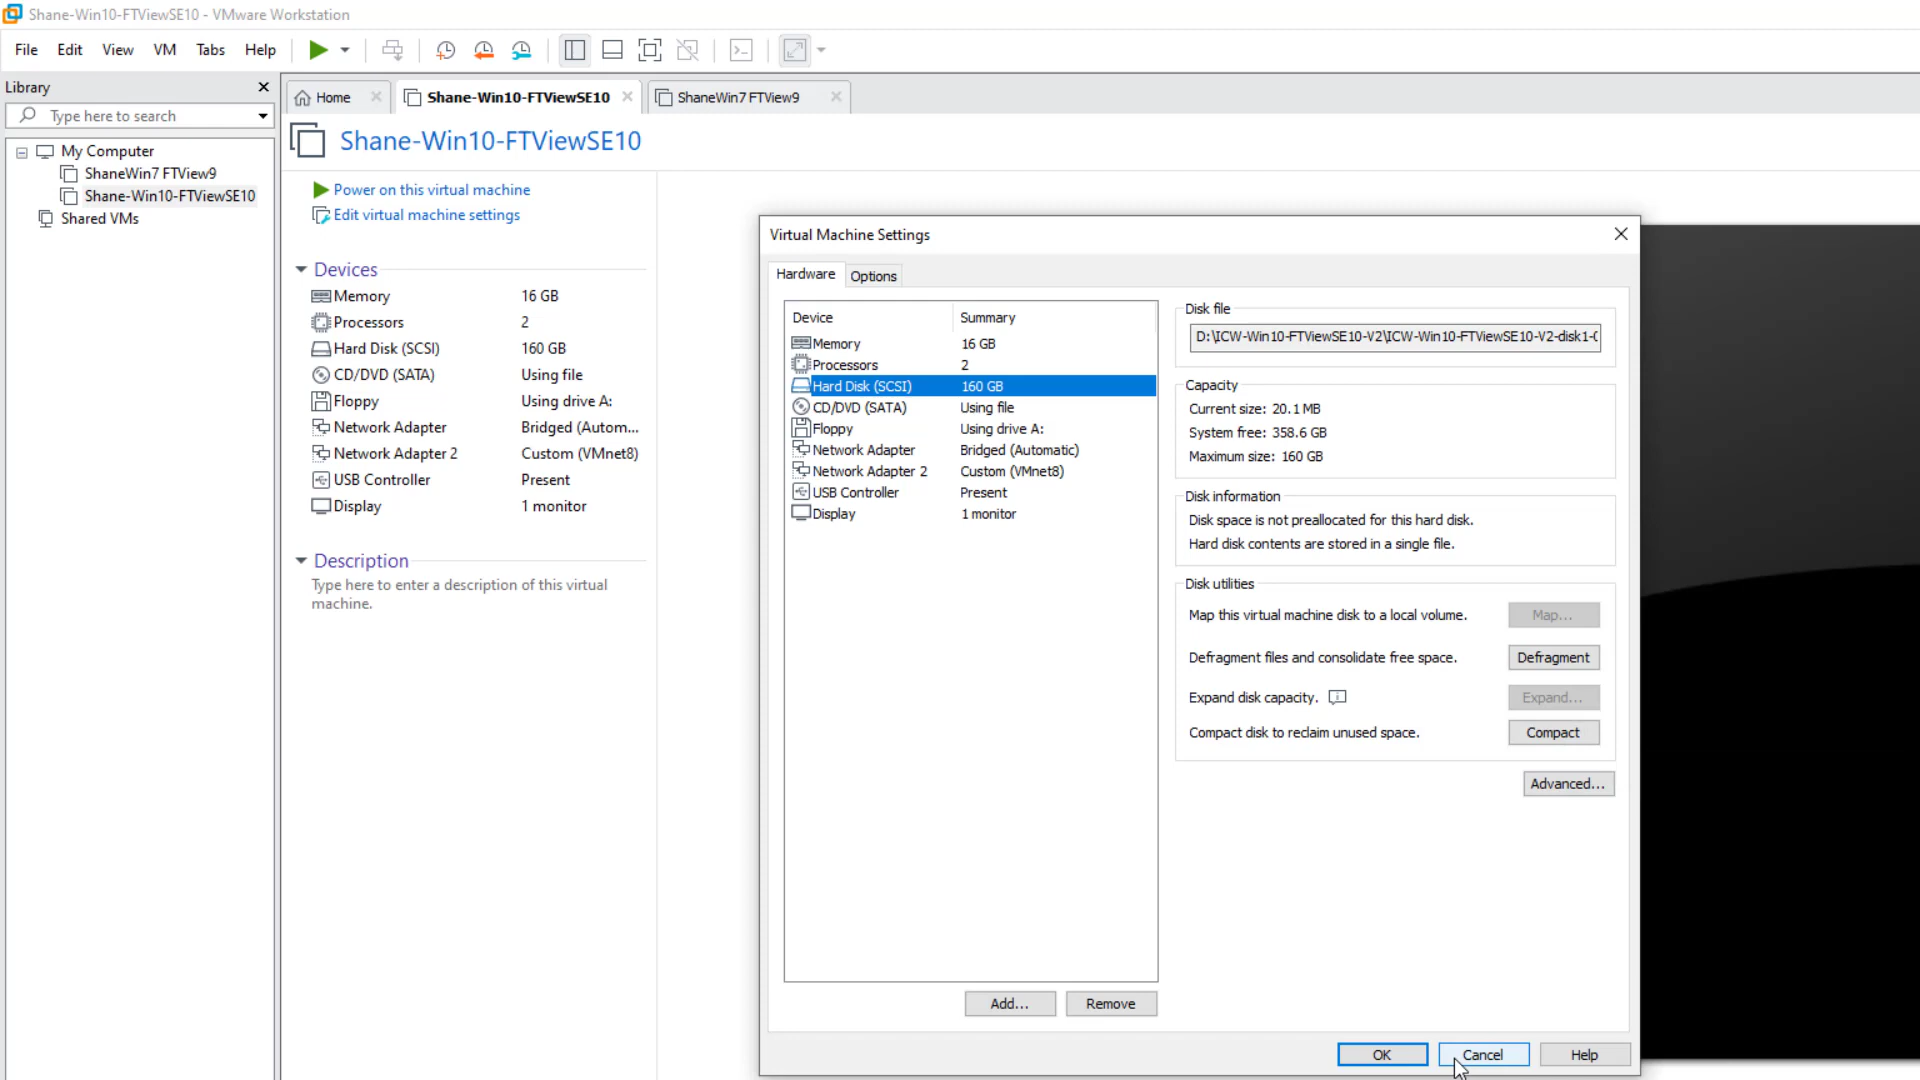 Shane-Win10-FTViewSE10 - VMware Workstation
File Edit View VM Tabs Help
Library
Type here to search
My Computer
ShaneWin7 FTView9
Shane-Win10-FTViewSE10
Shared VMs
Home
Shane-Win10-FTViewSE10
ShaneWin7 FTView9
Shane-Win10-FTViewSE10
Power on this virtual machine
Edit virtual machine settings
Devices
Memory 16 GB
Processors 2
Hard Disk (SCSI) 160 GB
CD/DVD (SATA) Using file
Floppy Using drive A:
Network Adapter Bridged (Autom...
Network Adapter 2 Custom (VMnet8)
USB Controller Present
Display 1 monitor
Description
Type here to enter a description of this virtual
machine.
Virtual Machine Settings
Hardware Options
Device Summary
Memory 16 GB
Processors 2
Hard Disk (SCSI) 160 GB
CD/DVD (SATA) Using file
Floppy Using drive A:
Network Adapter Bridged (Automatic)
Network Adapter 2 Custom (VMnet8)
USB Controller Present
Display 1 monitor
Add... Remove
Disk file
D:\ICW-Win10-FTViewSE10-V2\ICW-Win10-FTViewSE10-V2-disk1-(
Capacity
Current size: 20.1 MB
System free: 358.6 GB
Maximum size: 160 GB
Disk information
Disk space is not preallocated for this hard disk.
Hard disk contents are stored in a single file.
Disk utilities
Map this virtual machine disk to a local volume. Map...
Defragment files and consolidate free space. Defragment
Expand disk capacity. Expand...
Compact disk to reclaim unused space. Compact
Advanced...
OK Cancel Help